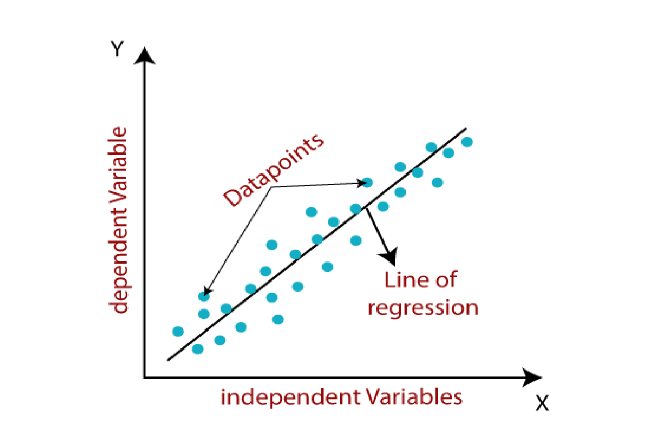 Y
dependent Variable
Datapoints
Line of
regression
independent Variables
X